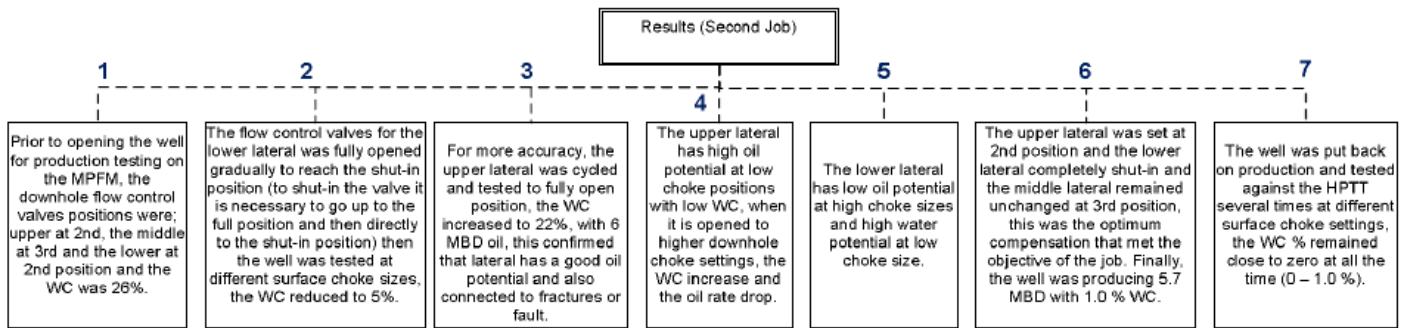 Results (Second Job)
1
Prior to opening the well
for production testing on
the MPFM, the
downhole flow control
valves positions were;
upper at 2nd, the middle
at 3rd and the lower at
2nd position and the
WC was 26%.
2
The flow control valves for the
lower lateral was fully opened
gradually to reach the shut-in
position (to shut-in the valve it
is necessary to go up to the
full position and then directly
to the shut-in position) then
the well was tested at
different surface choke sizes,
the WC reduced to 5%.
3
For more accuracy, the
upper lateral was cycled
and tested to fully open
position, the WC
increased to 22%, with 6
MBD oil, this confirmed
that lateral has a good oil
potential and also
connected to fractures or
fault.
4
The upper lateral
has high oil
potential at low
choke positions
with low WC, when
it is opened to
higher downhole
choke settings, the
WC increase and
the oil rate drop.
5
The lower lateral
has low oil potential
at high choke sizes
and high water
potential at low
choke size.
6
The upper lateral was set at
2nd position and the lower
lateral completely shut-in and
the middle lateral remained
unchanged at 3rd position,
this was the optimum
compensation that met the
objective of the job. Finally,
the well was producing 5.7
MBD with 1.0 % WC.
7
The well was put back
on production and tested
against the HPTT
several times at different
surface choke settings,
the WC % remained
close to zero at all the
time (0 – 1.0 %).